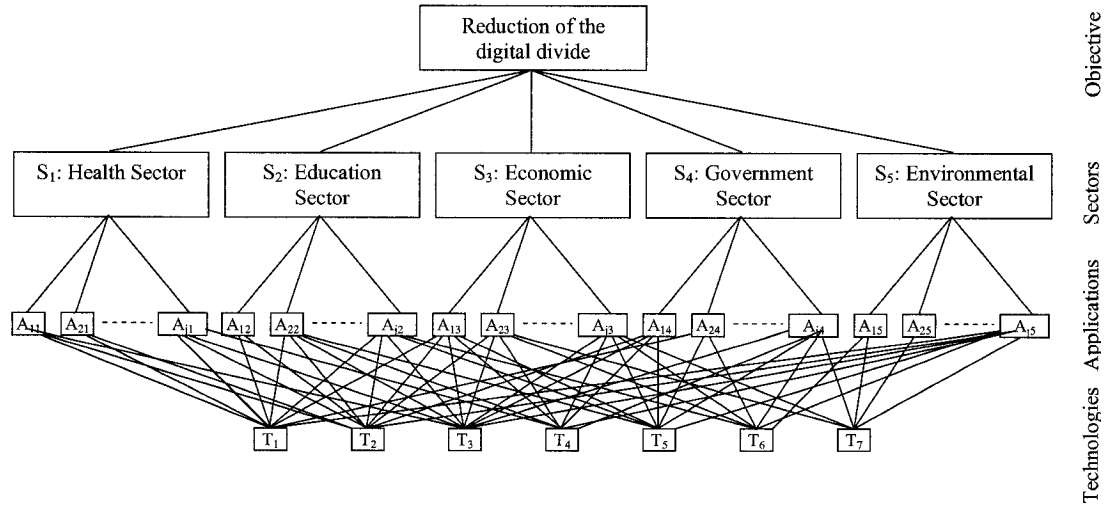 Reduction of the
digital divide
Objective
S₁: Health Sector
S₂: Education
Sector
S₃: Economic
Sector
S₄: Government
Sector
S₅: Environmental
Sector
Sectors
A₁₁ A₂₁ Aⱼ₁ A₁₂ A₂₂ Aⱼ₂ A₁₃ A₂₃ Aⱼ₃ A₁₄ A₂₄ Aⱼ₄ A₁₅ A₂₅ Aⱼ₅
Applications
T₁ T₂ T₃ T₄ T₅ T₆ T₇
Technologies